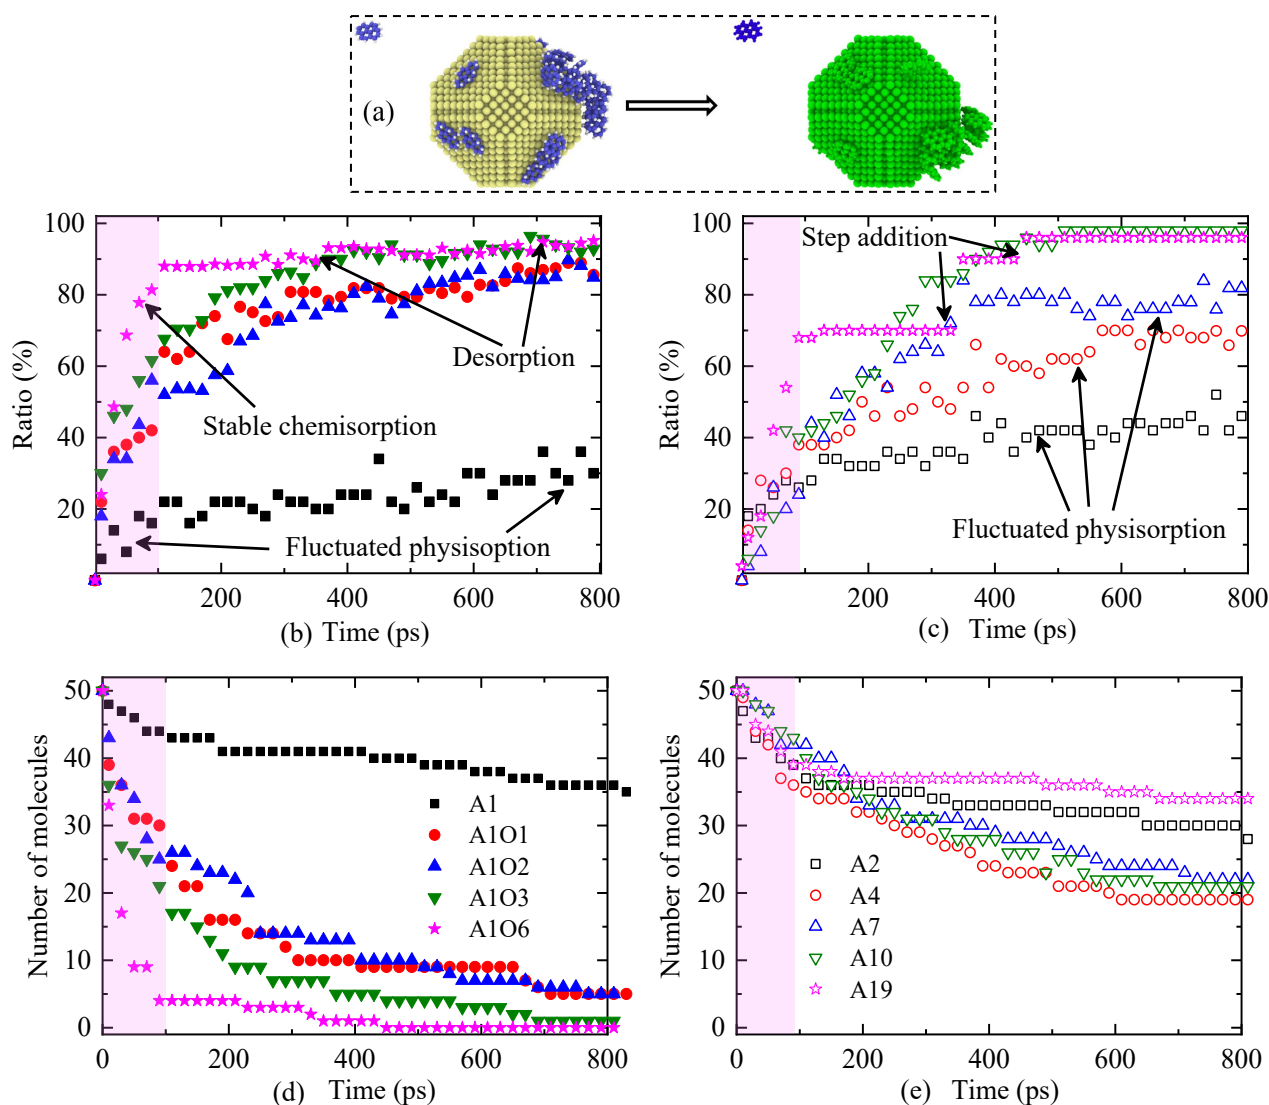 (a)
100
80
60
40
20
Ratio (%)
Stable chemisorption
Desorption
Fluctuated physisoption
200
400
600
800
(b)
Time (ps)
100
80
60
40
20
0
Ratio (%)
Step addition
Fluctuated physisorption
200
400
600
800
(c)
Time (ps)
50
40
30
20
10
0
Number of molecules
A1
A1O1
A1O2
A1O3
A1O6
0
200
400
600
800
(d)
Time (ps)
50
40
30
20
10
0
Number of molecules
A2
A4
A7
A10
A19
0
200
400
600
800
(e)
Time (ps)